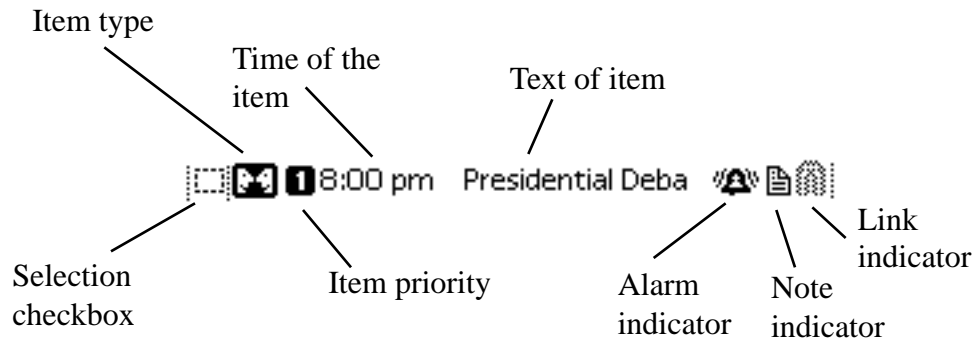 Item type
Time of the
item
Text of item
1 8:00 pm Presidential Deba
Selection
checkbox
Item priority
Alarm
indicator
Note
indicator
Link
indicator